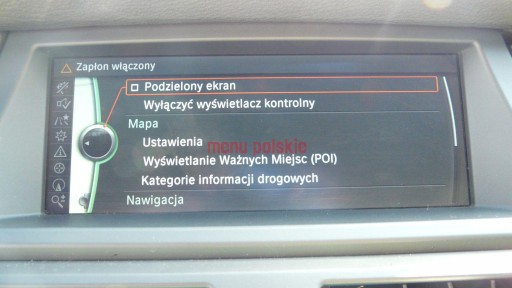 Zapłon włączony
Podzielony ekran
Wyłączyć wyświetlacz kontrolny
Mapa
Ustawienia
menu polskie
Wyświetlanie Ważnych Miejsc (POI)
Kategorie informacji drogowych
Nawigacja